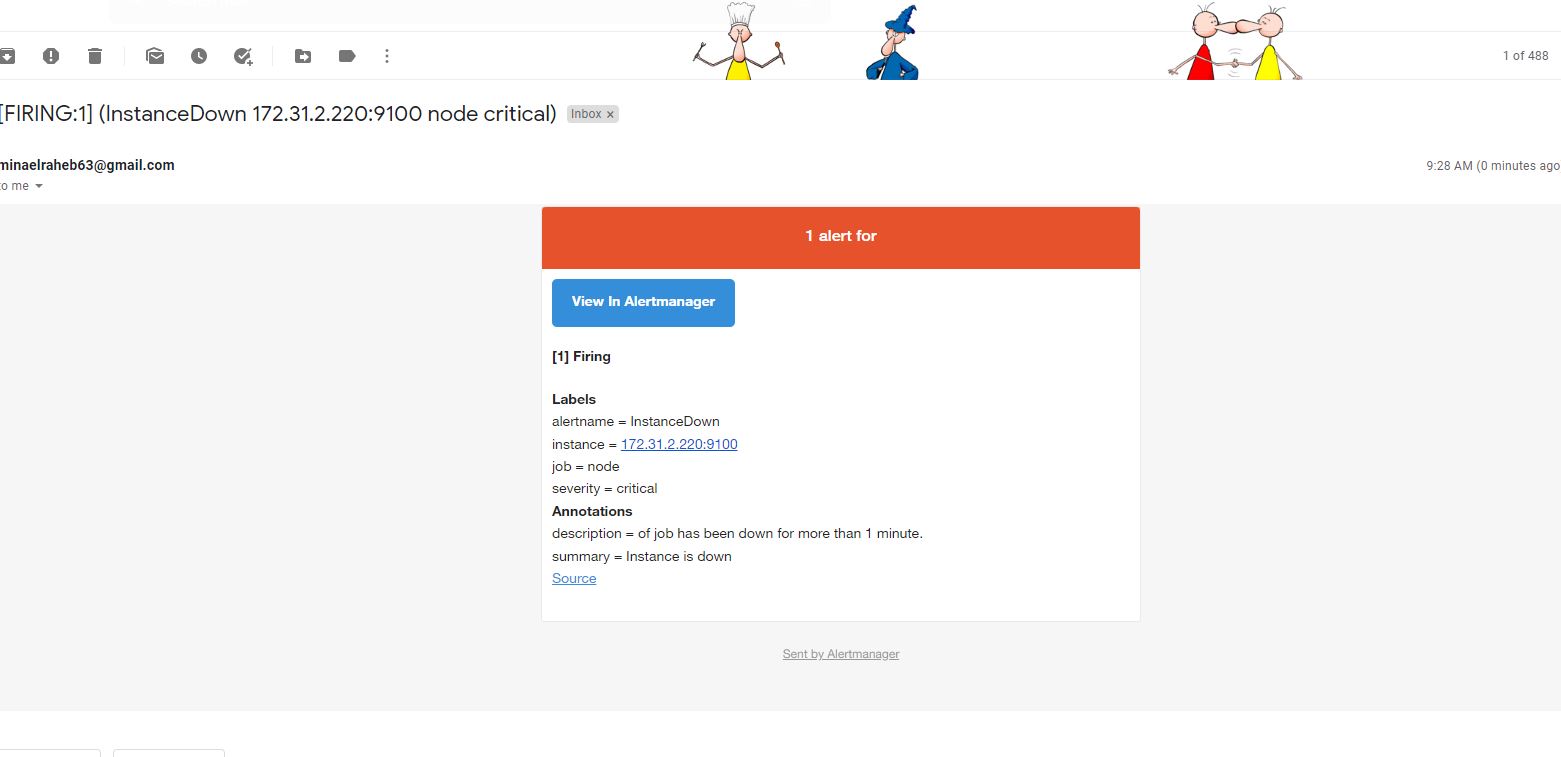 1 of 488
[FIRING:1] (InstanceDown 172.31.2.220:9100 node critical) Inbox ×
minaelraheb63@gmail.com 9:28 AM (0 minutes ago
to me
1 alert for
View In Alertmanager
[1] Firing
Labels
alertname = InstanceDown
instance = 172.31.2.220:9100
job = node
severity = critical
Annotations
description = of job has been down for more than 1 minute.
summary = Instance is down
Source
Sent by Alertmanager